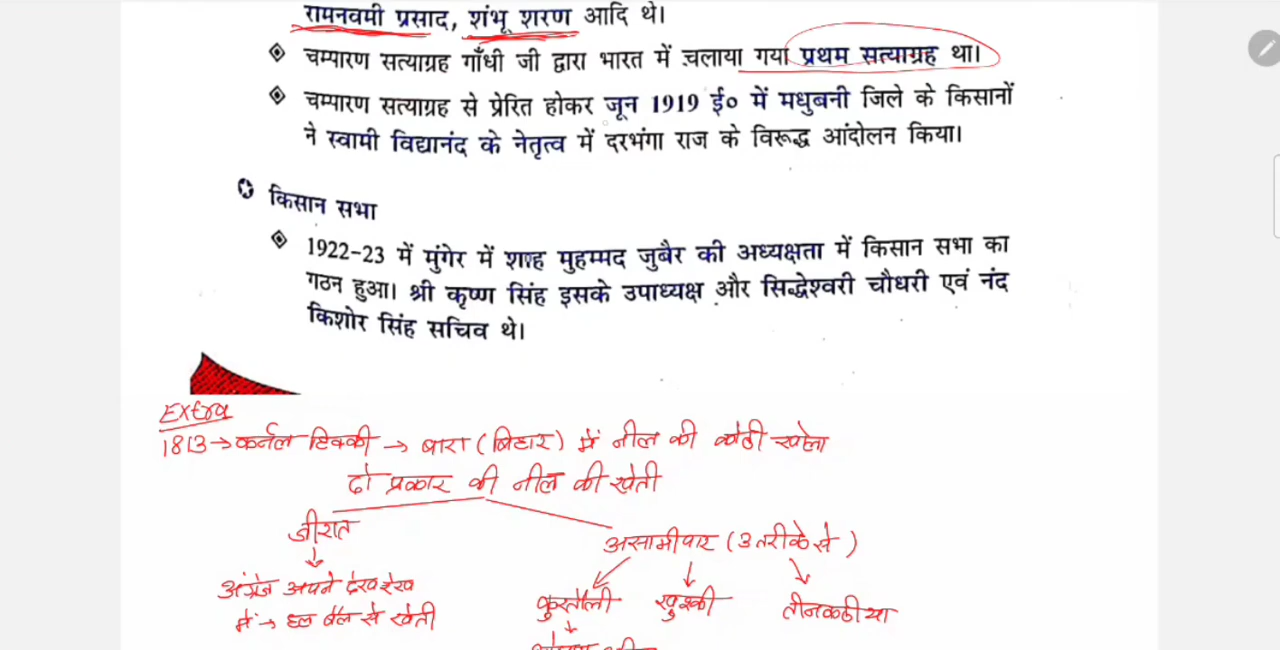 रामनवमी प्रसाद, शंभू शरण आदि थे।
चम्पारण सत्याग्रह गाँधी जी द्वारा भारत में चलाया गया प्रथम सत्याग्रह था।
चम्पारण सत्याग्रह से प्रेरित होकर जून 1919 ई० में मधुबनी जिले के किसानों
ने स्वामी विद्यानंद के नेतृत्व में दरभंगा राज के विरूद्ध आंदोलन किया।
किसान सभा
1922-23 में मुंगेर में शाह मुहम्मद जुबैर की अध्यक्षता में किसान सभा का
गठन हुआ। श्री कृष्ण सिंह इसके उपाध्यक्ष और सिद्धेश्वरी चौधरी एवं नंद
किशोर सिंह सचिव थे।
Extra
1813→ कर्नल हिक्की → बारा (बिहार) में नील की कोठी खोला
दो प्रकार की नील की खेती
जीरात
असामीवार (3 तरीके से)
अंग्रेज अपने देख रेख
में → हल बैल से खेती
कुरतौली खुश्की तीनकठीया